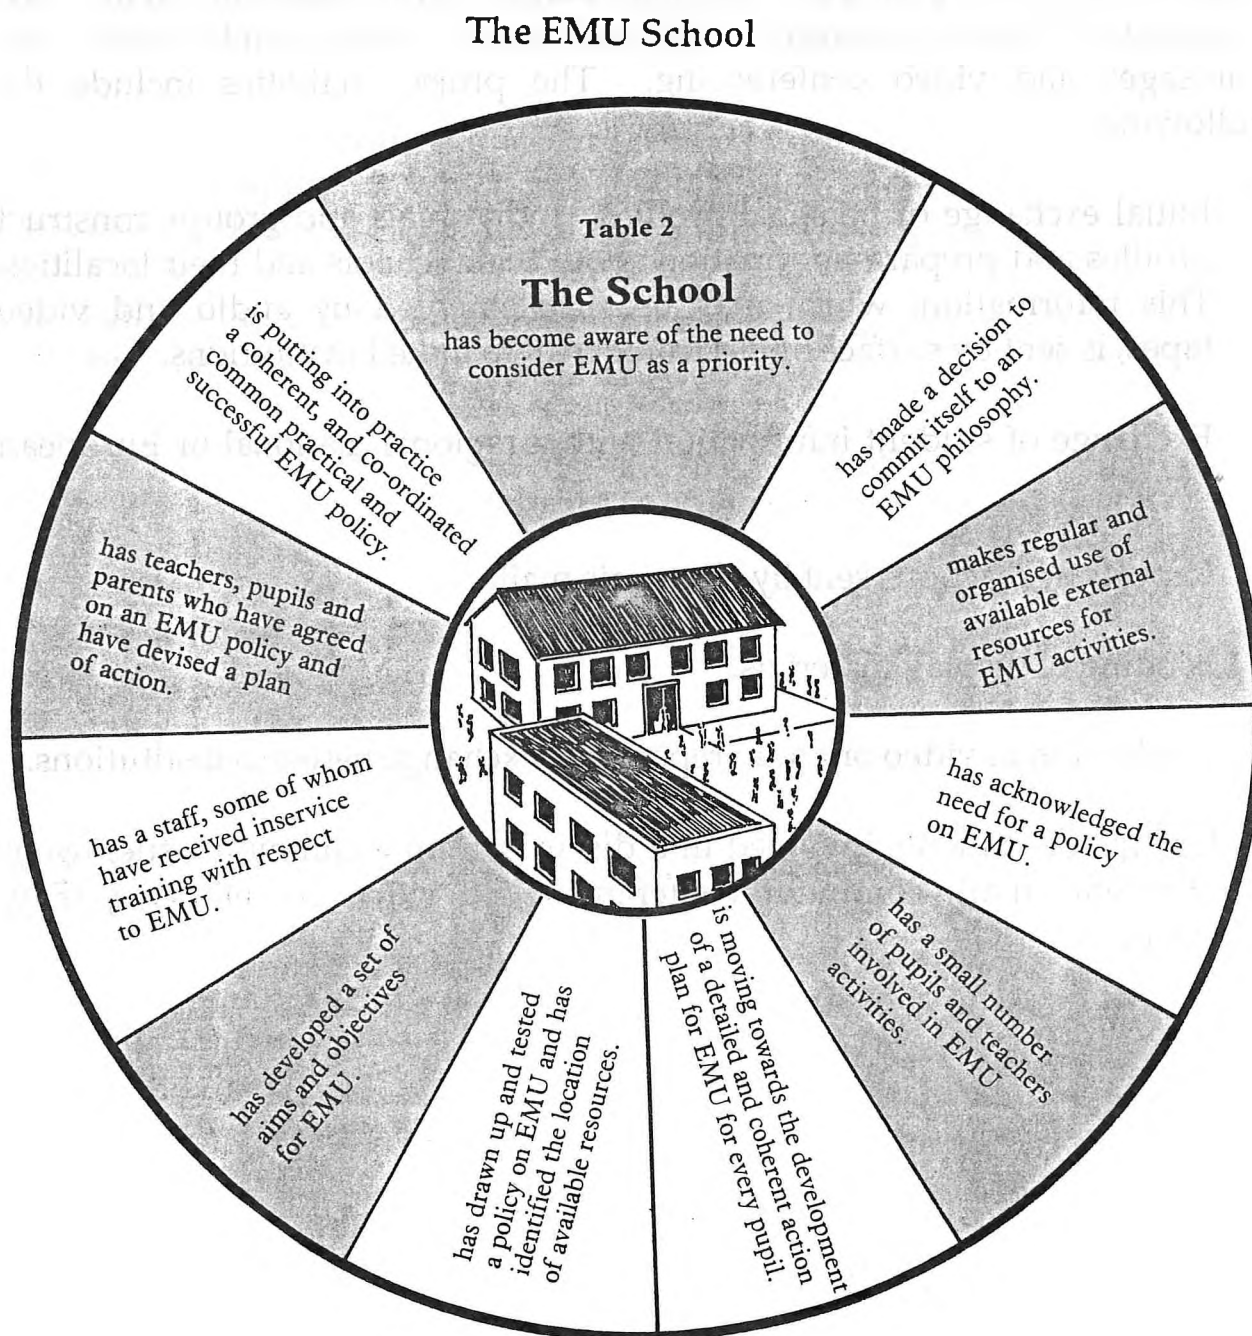 The EMU School
Table 2
The School
has become aware of the need to
consider EMU as a priority.
has made a decision to
commit itself to an
EMU philosophy.
makes regular and
organised use of
available external
resources for
EMU activities.
has acknowledged the
need for a policy
on EMU.
has a small number
of pupils and teachers
involved in EMU
activities.
is moving towards the development
of a detailed and coherent action
plan for EMU for every pupil.
has drawn up and tested
a policy on EMU and has
identified the location
of available resources.
has developed a set of
aims and objectives
for EMU.
has a staff, some of whom
have received inservice
training with respect
to EMU.
has teachers, pupils and
parents who have agreed
on an EMU policy and
have devised a plan
of action.
is putting into practice
a coherent, and co-ordinated
common, practical and
successful EMU policy.